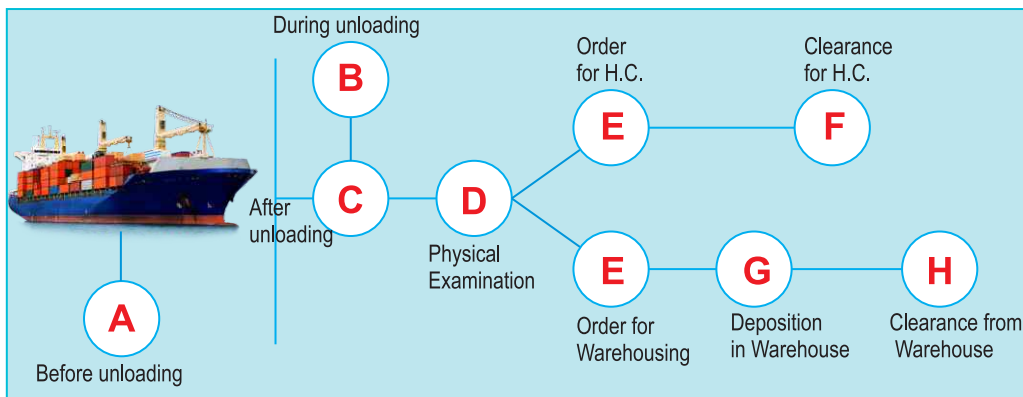 During unloading
B
Order
for H.C.
E
Clearance
for H.C.
F
After
unloading
C
D
Physical
Examination
A
Before unloading
E
Order for
Warehousing
G
Deposition
in Warehouse
H
Clearance from
Warehouse